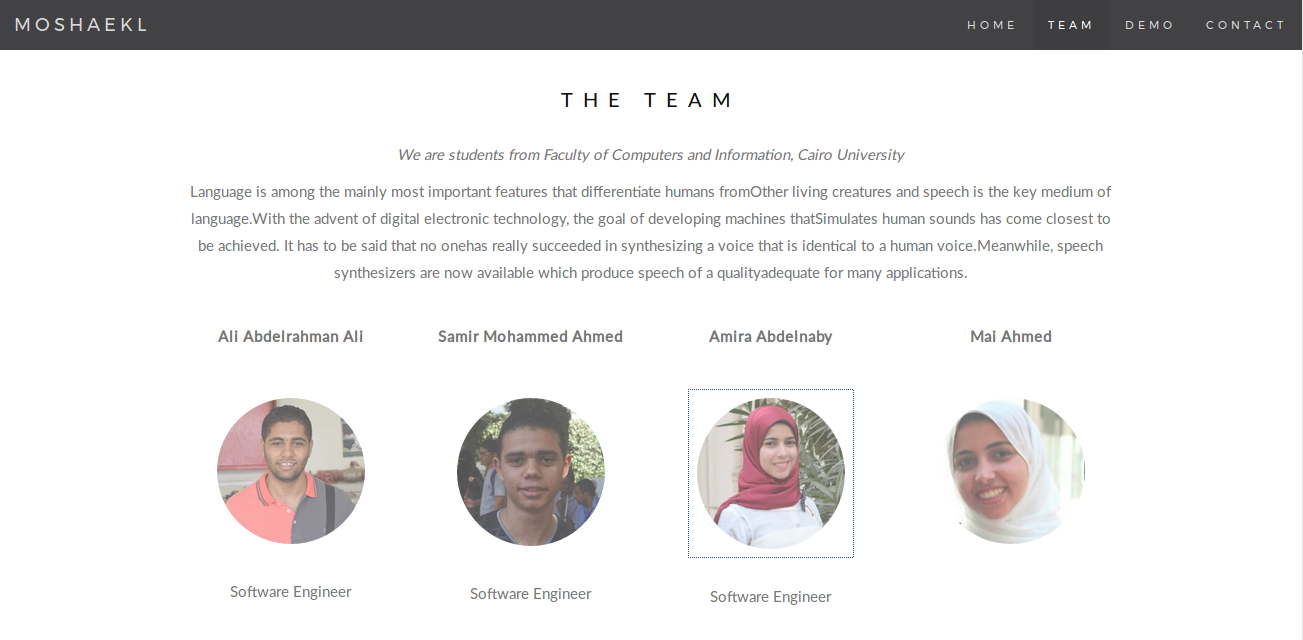 MOSHAEKL
HOME TEAM DEMO CONTACT
THE TEAM
We are students from Faculty of Computers and Information, Cairo University
Language is among the mainly most important features that differentiate humans fromOther living creatures and speech is the key medium of
language.With the advent of digital electronic technology, the goal of developing machines thatSimulates human sounds has come closest to
be achieved. It has to be said that no onehas really succeeded in synthesizing a voice that is identical to a human voice.Meanwhile, speech
synthesizers are now available which produce speech of a qualityadequate for many applications.
Ali Abdelrahman Ali
Samir Mohammed Ahmed
Amira Abdelnaby
Mai Ahmed
Software Engineer
Software Engineer
Software Engineer